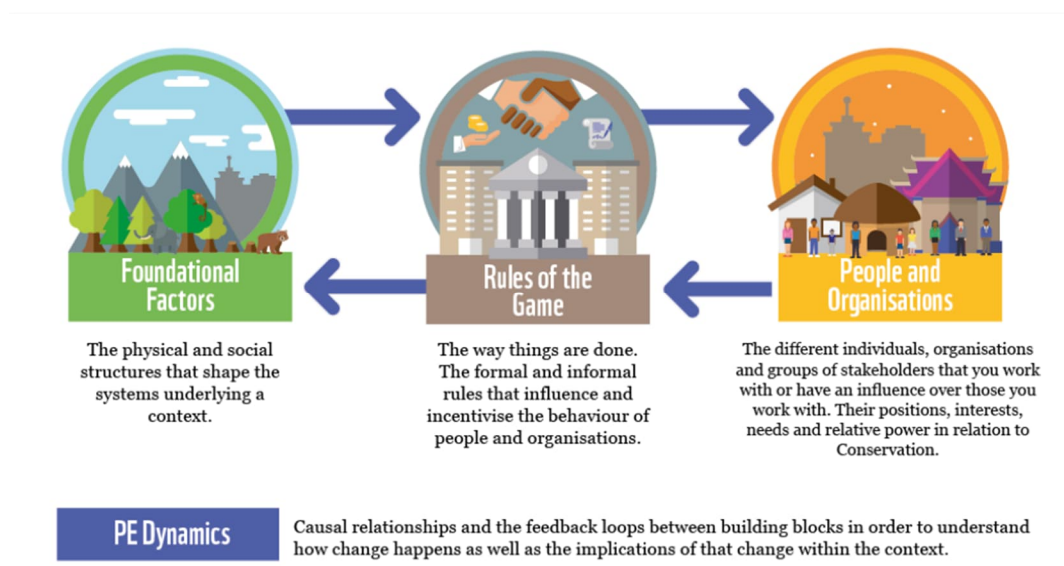 Foundational
Factors
Rules of the
Game
People and
Organisations
The physical and social
structures that shape the
systems underlying a
context.
The way things are done.
The formal and informal
rules that influence and
incentivise the behaviour of
people and organisations.
The different individuals, organisations
and groups of stakeholders that you work
with or have an influence over those you
work with. Their positions, interests,
needs and relative power in relation to
Conservation.
PE Dynamics
Causal relationships and the feedback loops between building blocks in order to understand
how change happens as well as the implications of that change within the context.